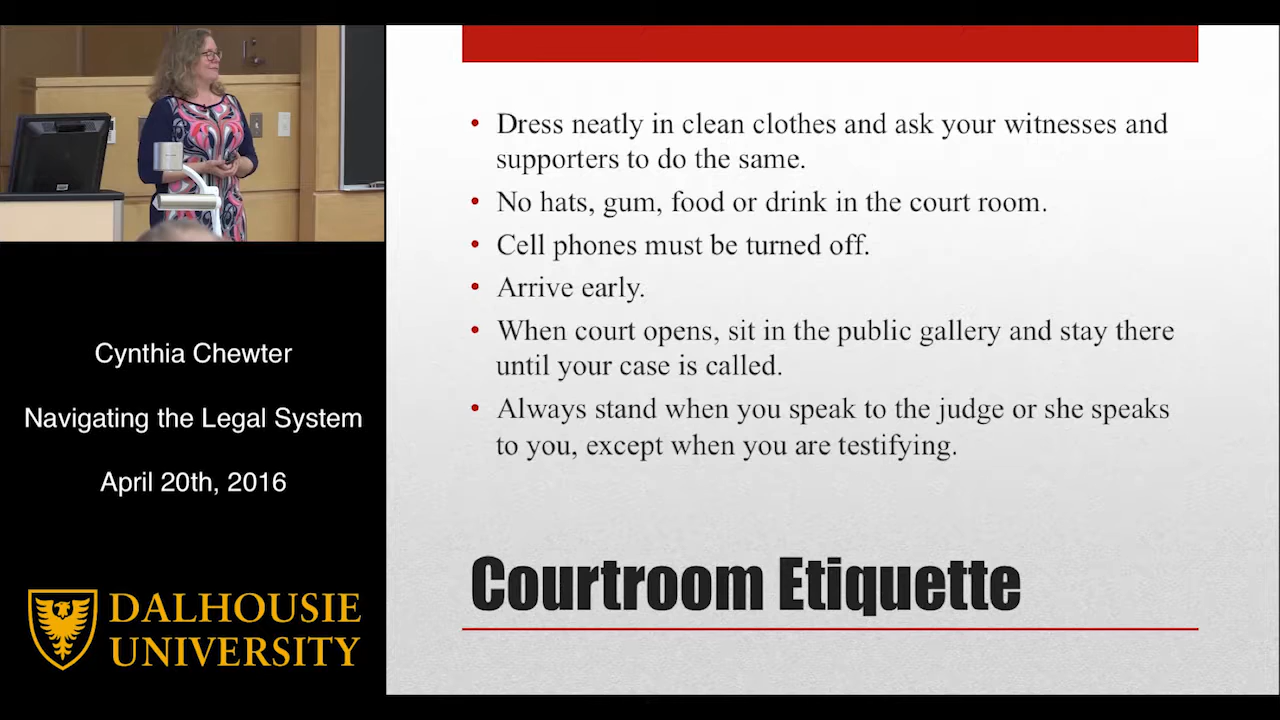 Cynthia Chewter
Navigating the Legal System
April 20th, 2016
DALHOUSIE
UNIVERSITY
• Dress neatly in clean clothes and ask your witnesses and
supporters to do the same.
• No hats, gum, food or drink in the court room.
• Cell phones must be turned off.
• Arrive early.
• When court opens, sit in the public gallery and stay there
until your case is called.
• Always stand when you speak to the judge or she speaks
to you, except when you are testifying.
Courtroom Etiquette